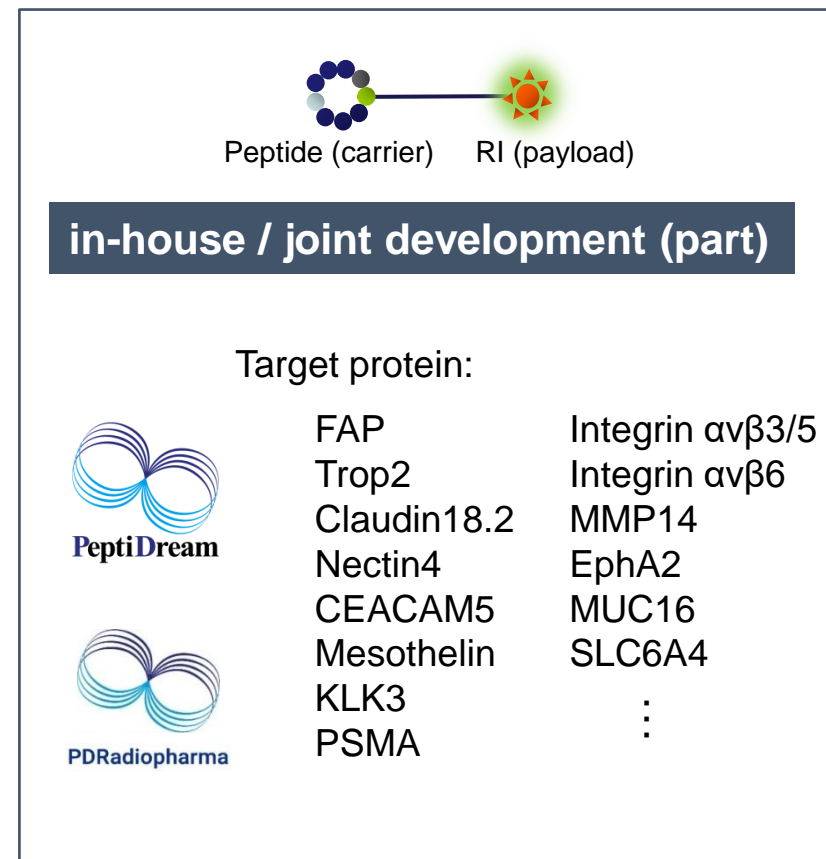 Peptide (carrier) RI (payload)
in-house / joint development (part)
Target protein:
PeptiDream
PDRadiopharma
FAP
Trop2
Claudin18.2
Nectin4
CEACAM5
Mesothelin
KLK3
PSMA
Integrin αvβ3/5
Integrin αvβ6
MMP14
EphA2
MUC16
SLC6A4
⋮